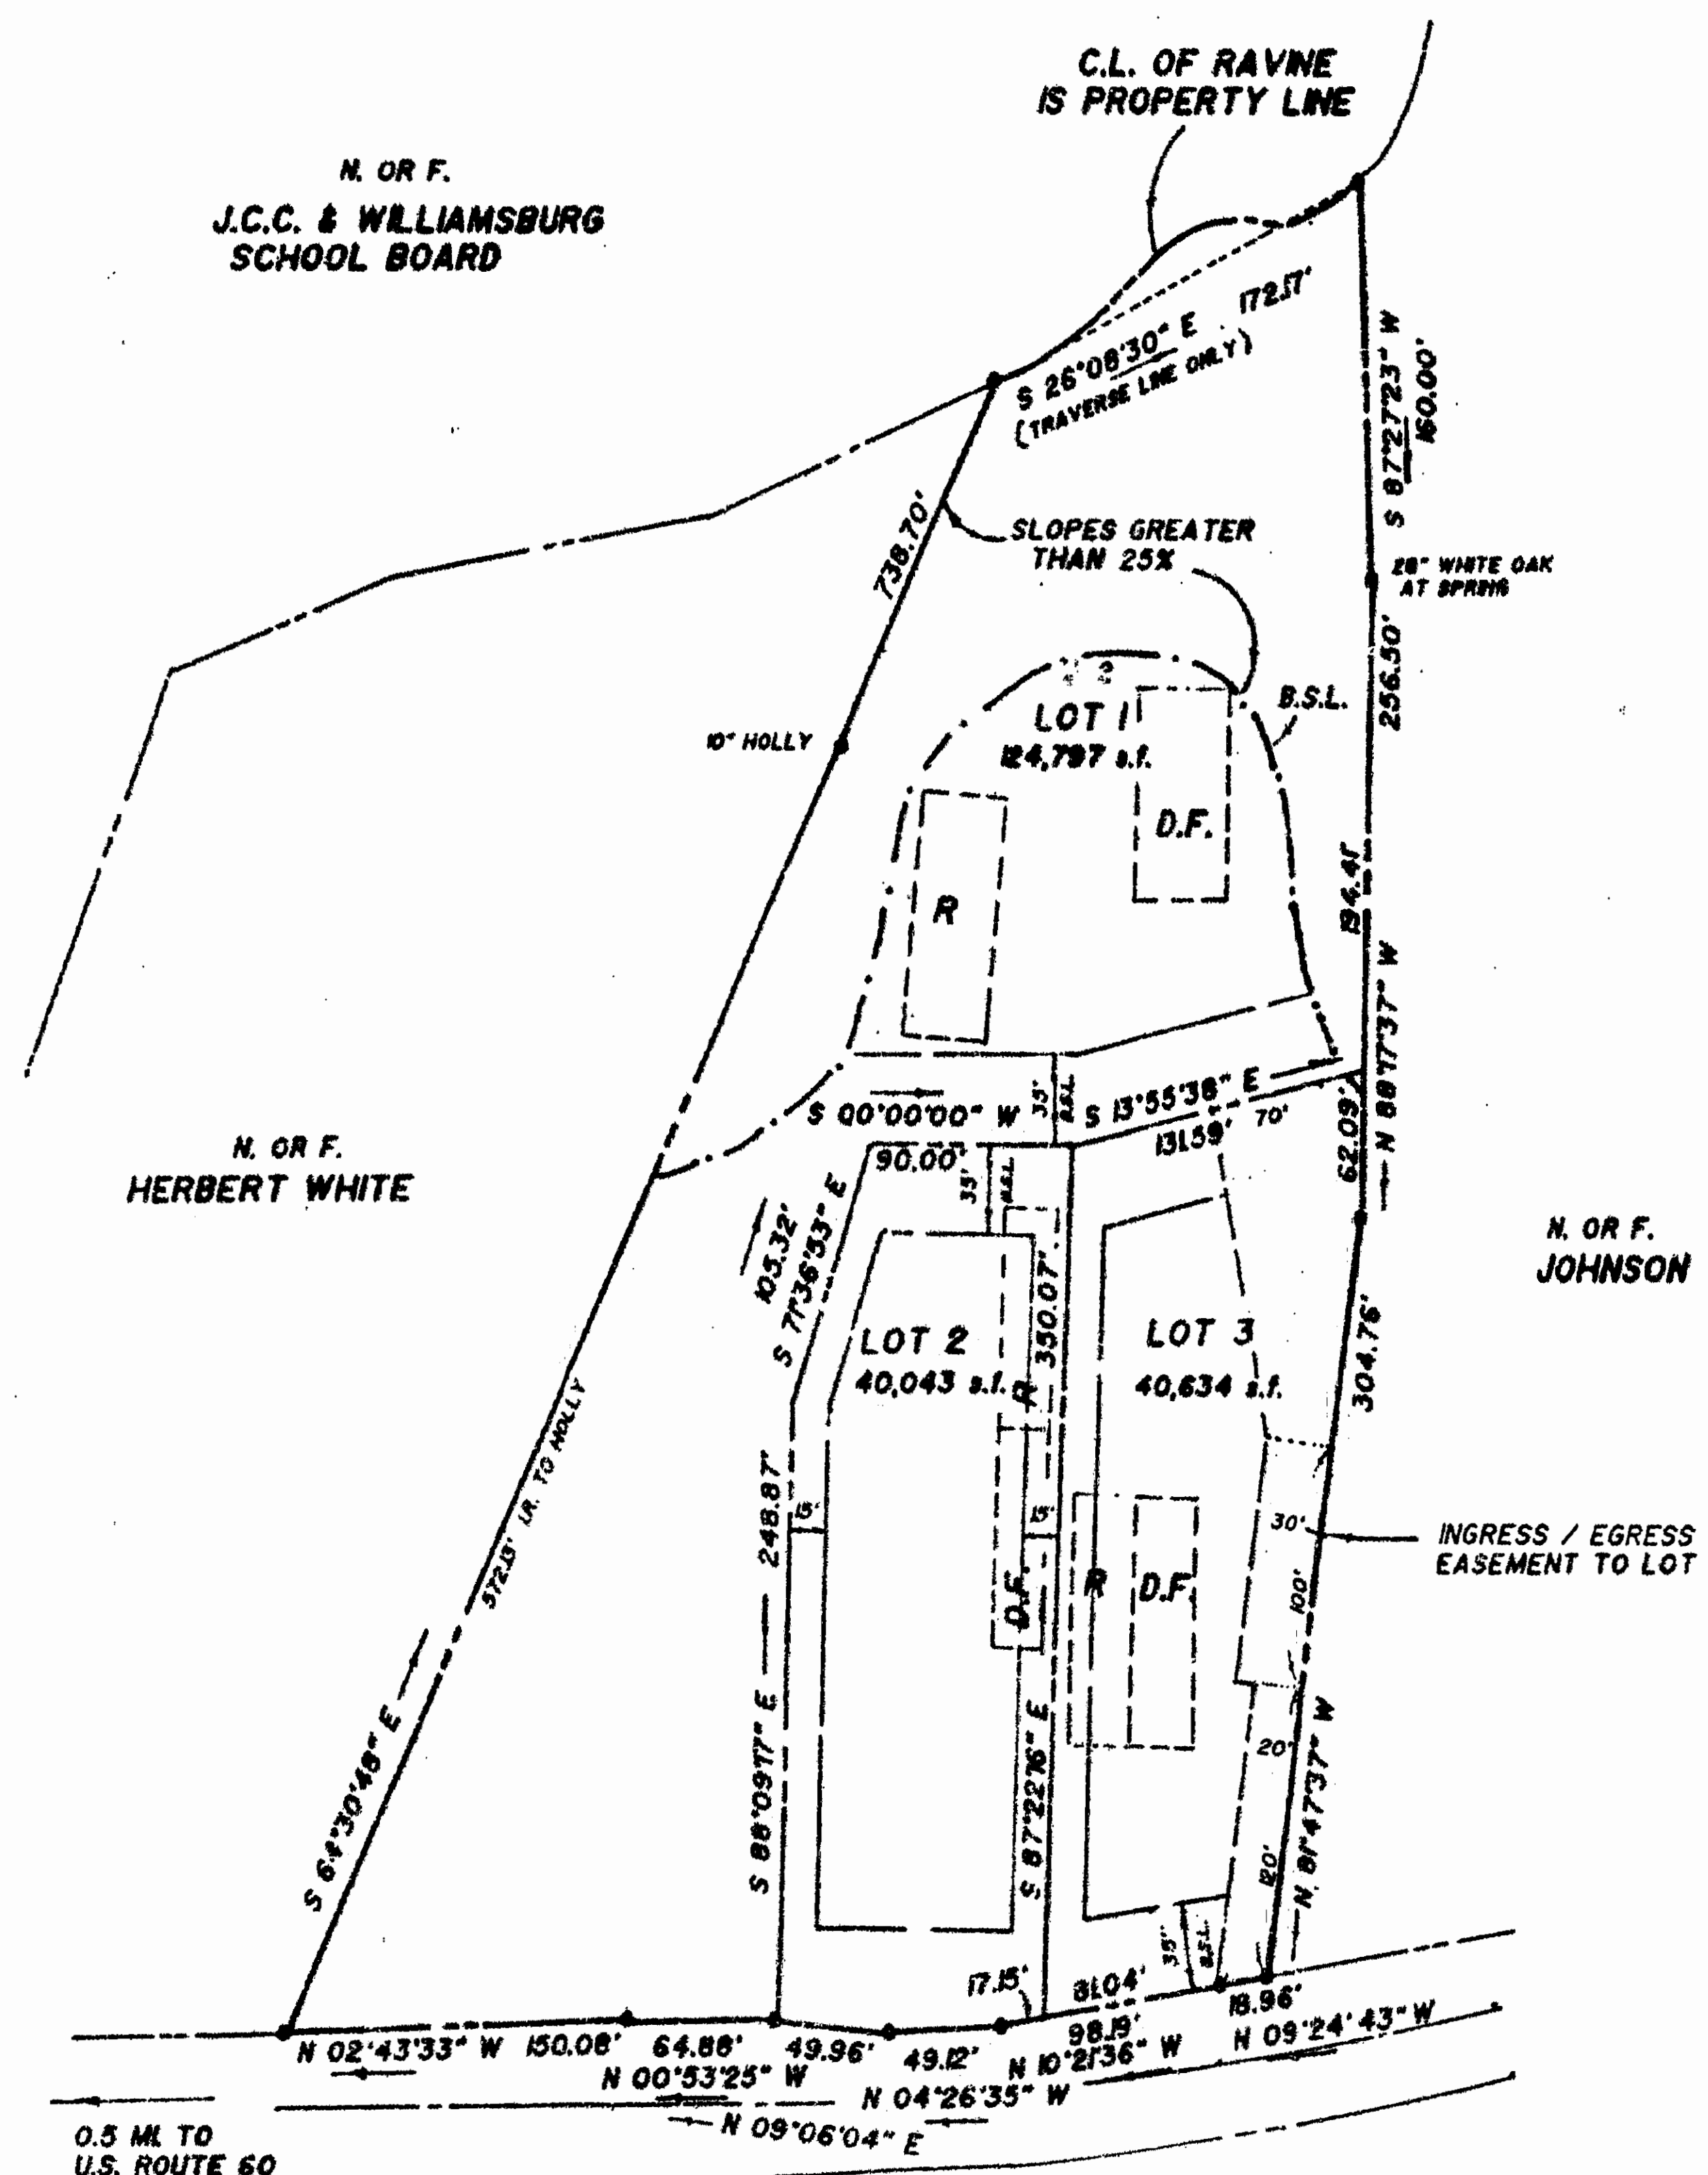 C.L. OF RAVINE
IS PROPERTY LINE
N. OR F.
J.C.C. & WILLIAMSBURG
SCHOOL BOARD
172.17'
S 26°08'30" E
(TRAVERSE LINE ONLY)
S 87°27'23" W
160.00'
738.70'
SLOPES GREATER
THAN 25%
28" WHITE OAK
AT SPRING
256.50'
B.S.L.
LOT 1
124,797 s.f.
10" HOLLY
D.F.
R
194.41'
N 88°17'37" W
S 00°00'00" W
35'
B.S.L.
S 13°55'38" E
70'
131.59'
62.09'
90.00'
35'
B.S.L.
N. OR F.
HERBERT WHITE
105.32'
S 71°36'53" E
N. OR F.
JOHNSON
350.07'
LOT 2
40,043 s.f.
R
LOT 3
40,634 s.f.
304.76'
572.13' I.R. TO HOLLY
248.87'
15'
15'
30'
INGRESS / EGRESS
EASEMENT TO LOT
D.F.
R
D.F.
100'
S 64°30'48" E
S 88°09'17" E
S 87°22'16" E
20'
N 81°47'37" W
120'
35'
B.S.L.
17.15'
81.04'
18.96'
N 02°43'33" W 150.08' 64.88' 49.96' 49.12' 98.19'
N 10°21'36" W
N 09°24'43" W
N 00°53'25" W
N 04°26'35" W
N 09°06'04" E
0.5 MI. TO
U.S. ROUTE 60